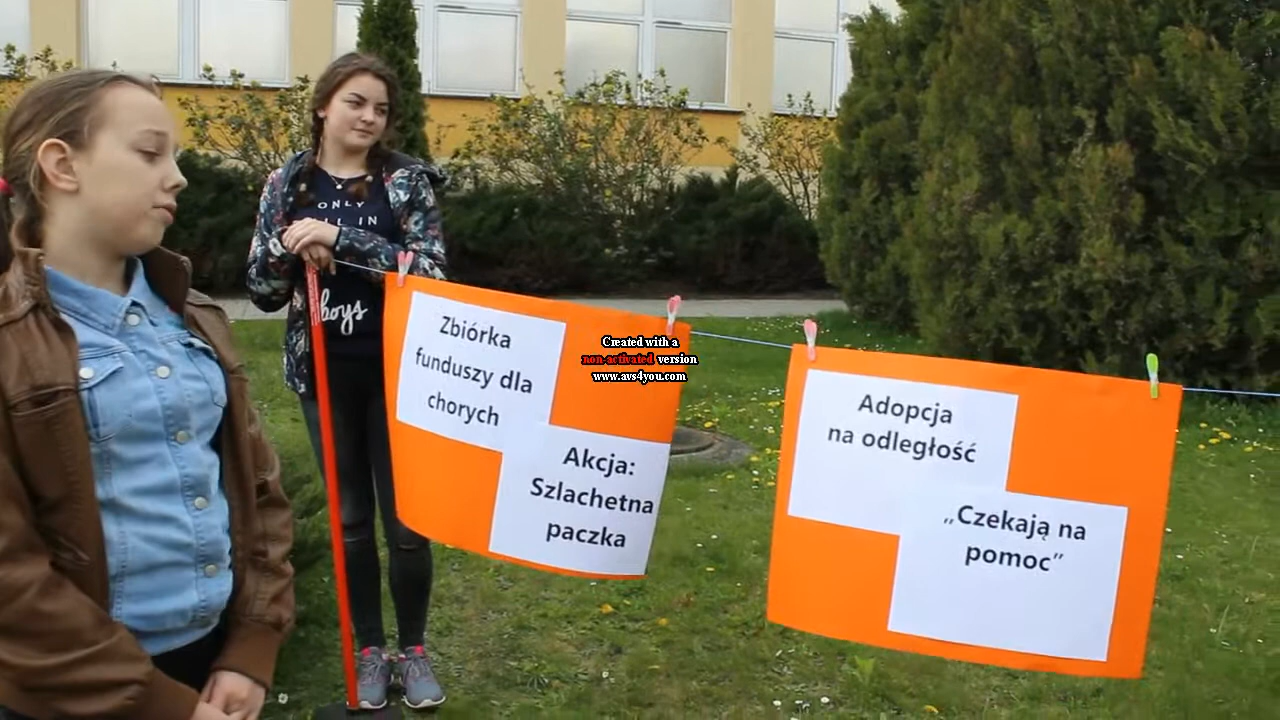 ONLY
IN
boys
Zbiórka
funduszy dla
chorych
Akcja:
Szlachetna
paczka
Created with a
non-activated version
www.avs4you.com
Adopcja
na odległość
„Czekają na
pomoc”